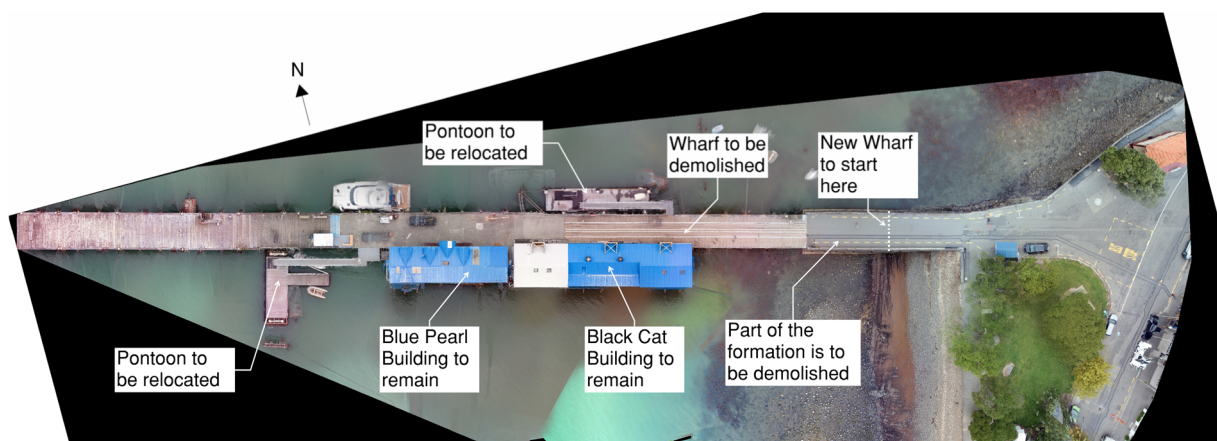 N
Pontoon to
be relocated
Wharf to be
demolished
New Wharf
to start
here
Pontoon to
be relocated
Blue Pearl
Building to
remain
Black Cat
Building to
remain
Part of the
formation is to
be demolished